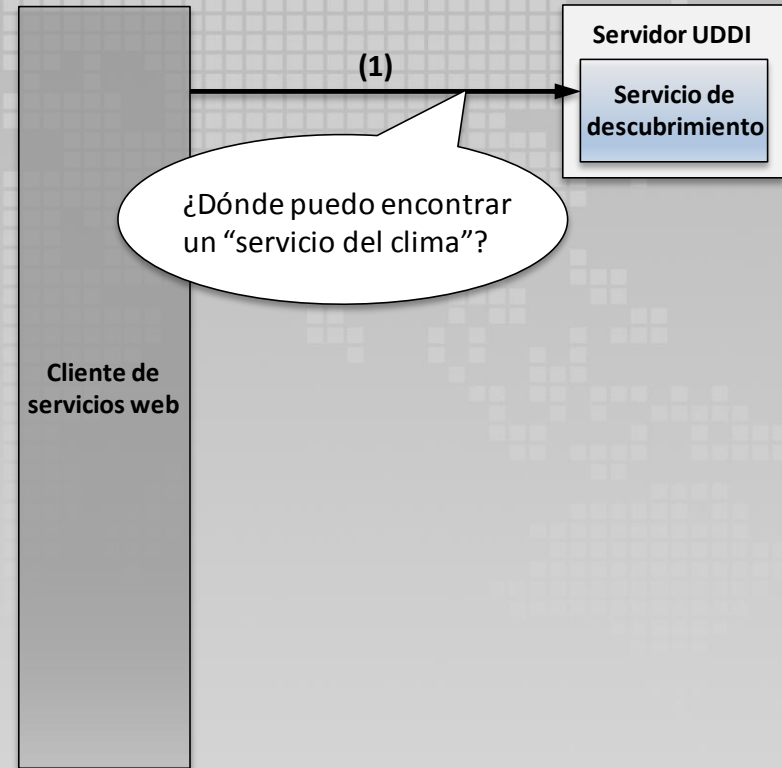 Servidor UDDI
(1)
Servicio de
descubrimiento
¿Dónde puedo encontrar
un “servicio del clima”?
Cliente de
servicios web